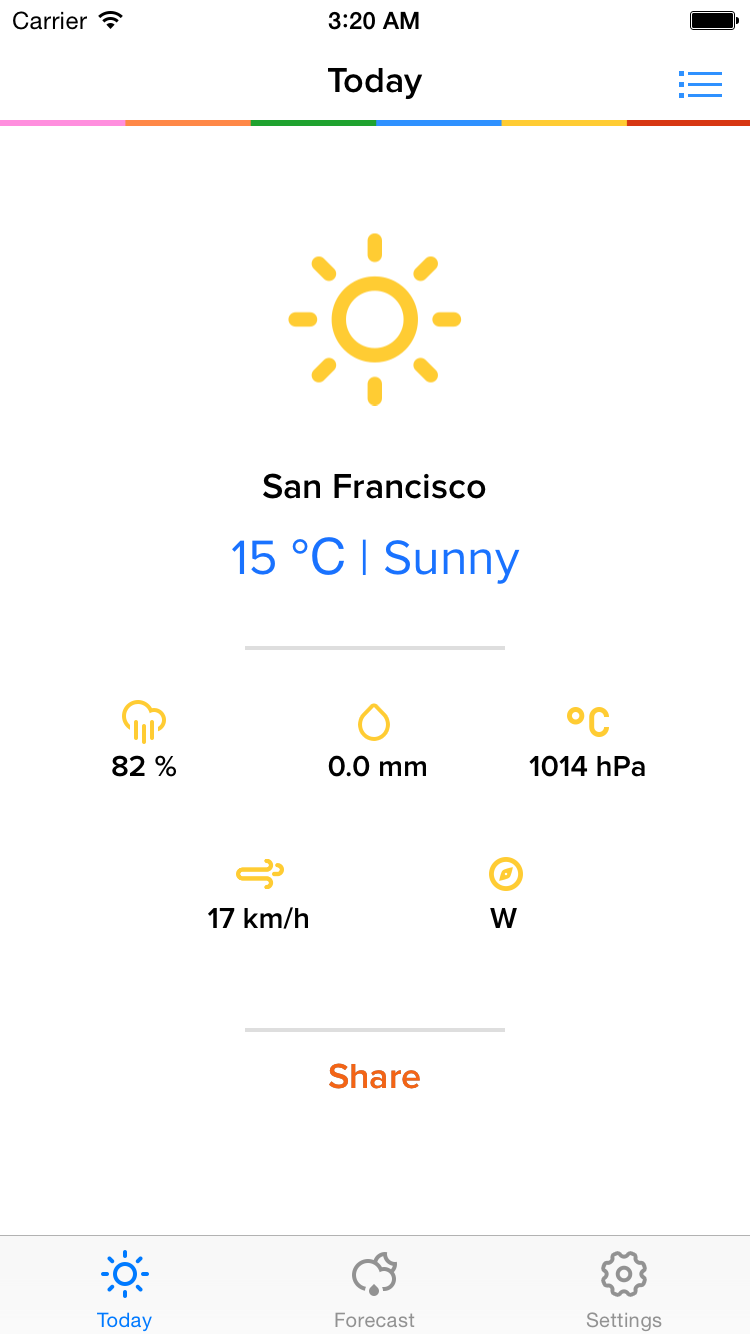 Carrier 3:20 AM
Today
San Francisco
15 °C | Sunny
82 % 0.0 mm 1014 hPa
17 km/h W
Share
Today Forecast Settings